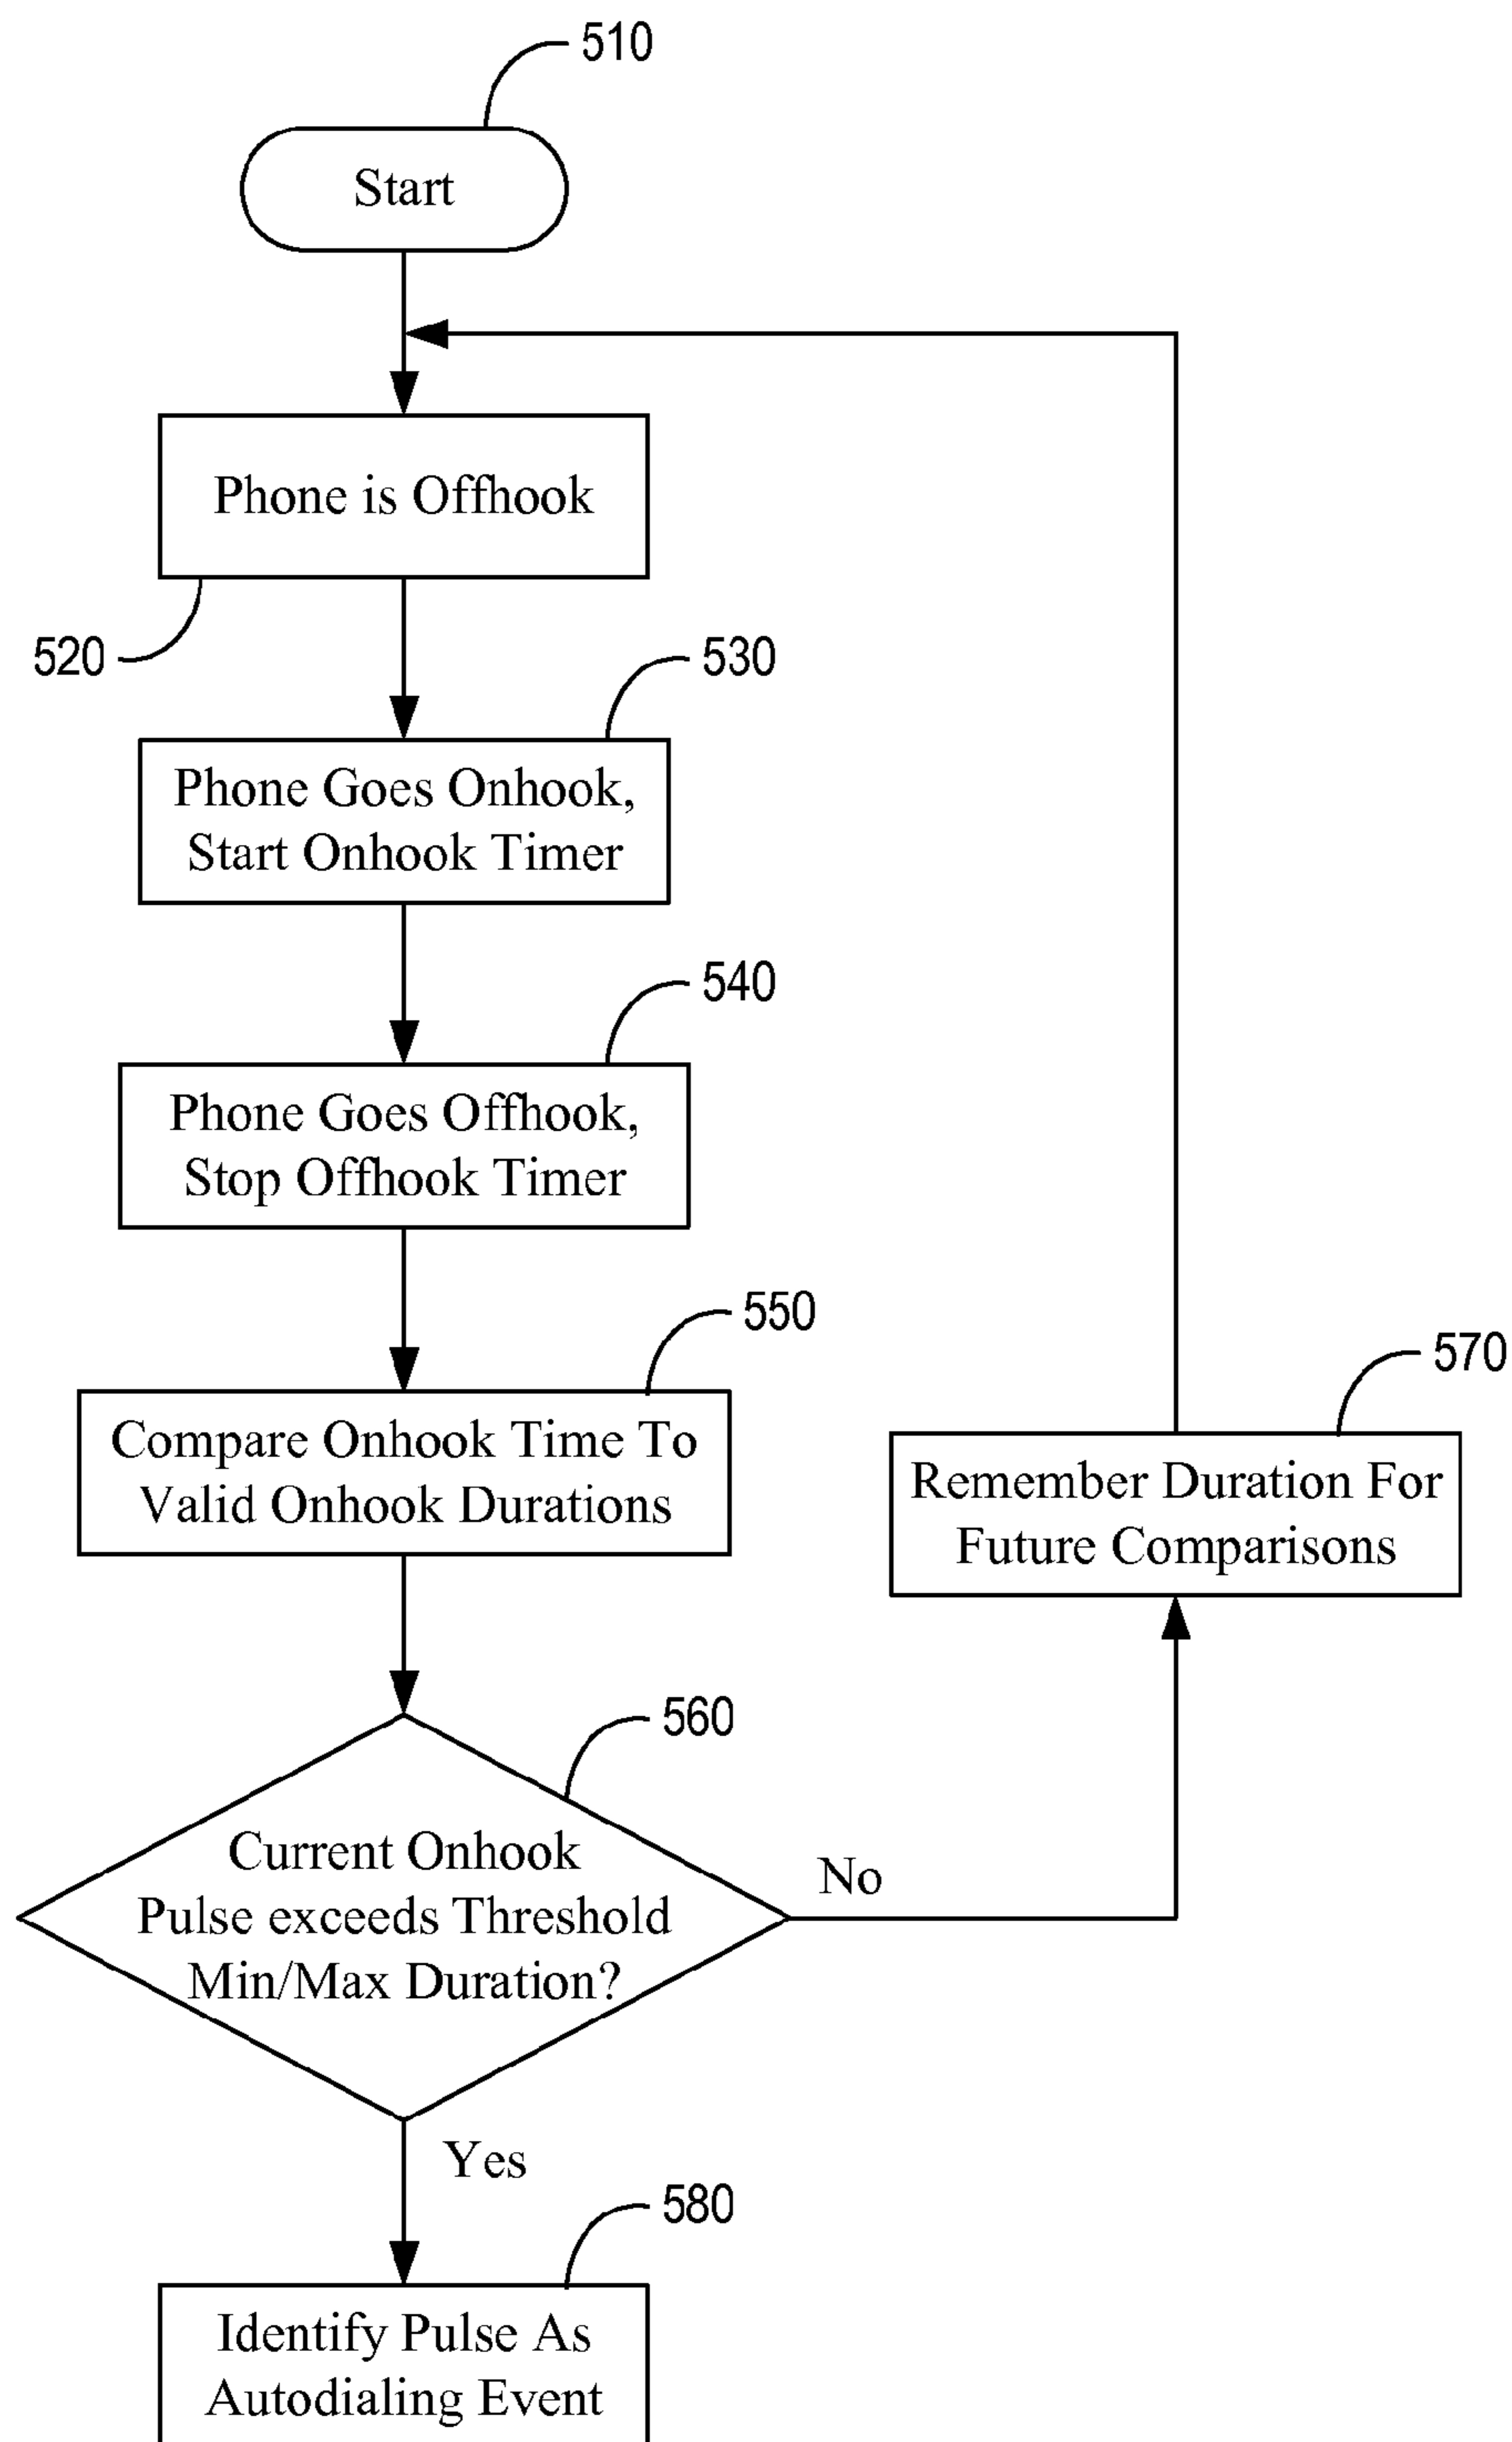 510
Start
Phone is Offhook
520
530
Phone Goes Onhook,
Start Onhook Timer
540
Phone Goes Offhook,
Stop Offhook Timer
550
Compare Onhook Time To
Valid Onhook Durations
570
Remember Duration For
Future Comparisons
560
Current Onhook
Pulse exceeds Threshold
Min/Max Duration?
No
Yes
580
Identify Pulse As
Autodialing Event